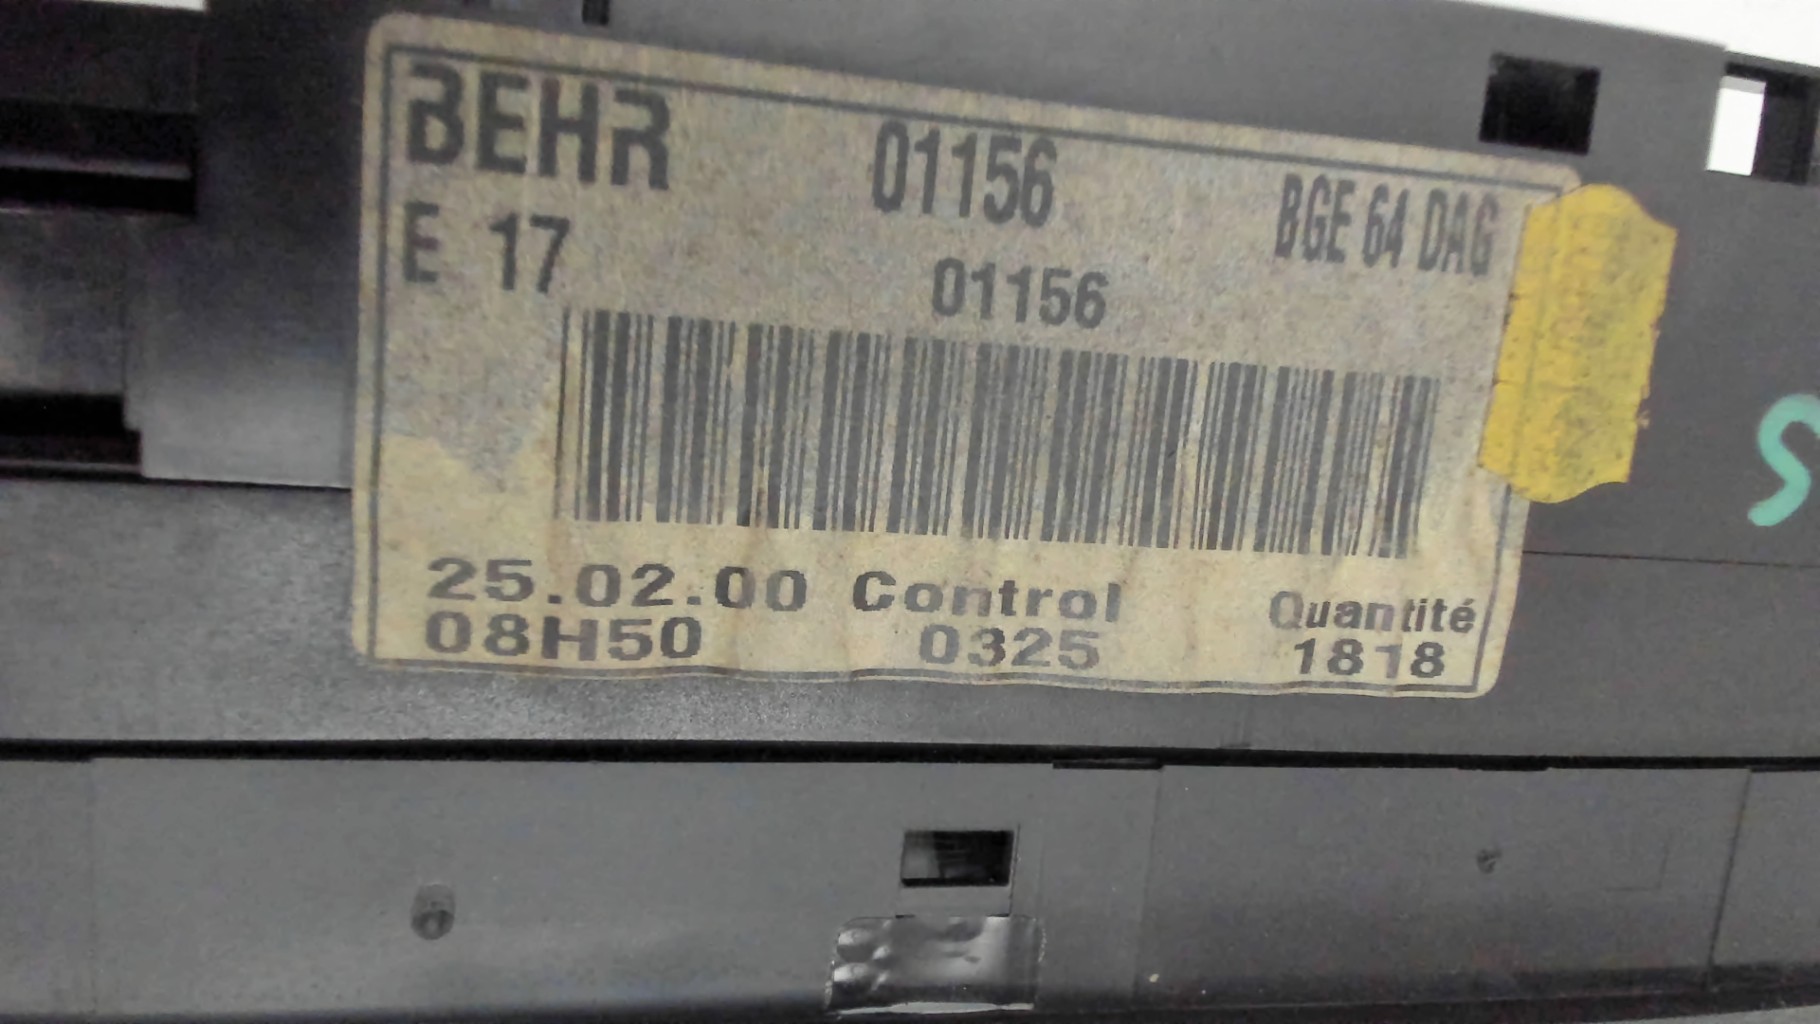 BEHR 01156 BGE 64 DAG
E 17 01156
25.02.00 Control Quantité
08H50 0325 1818
S